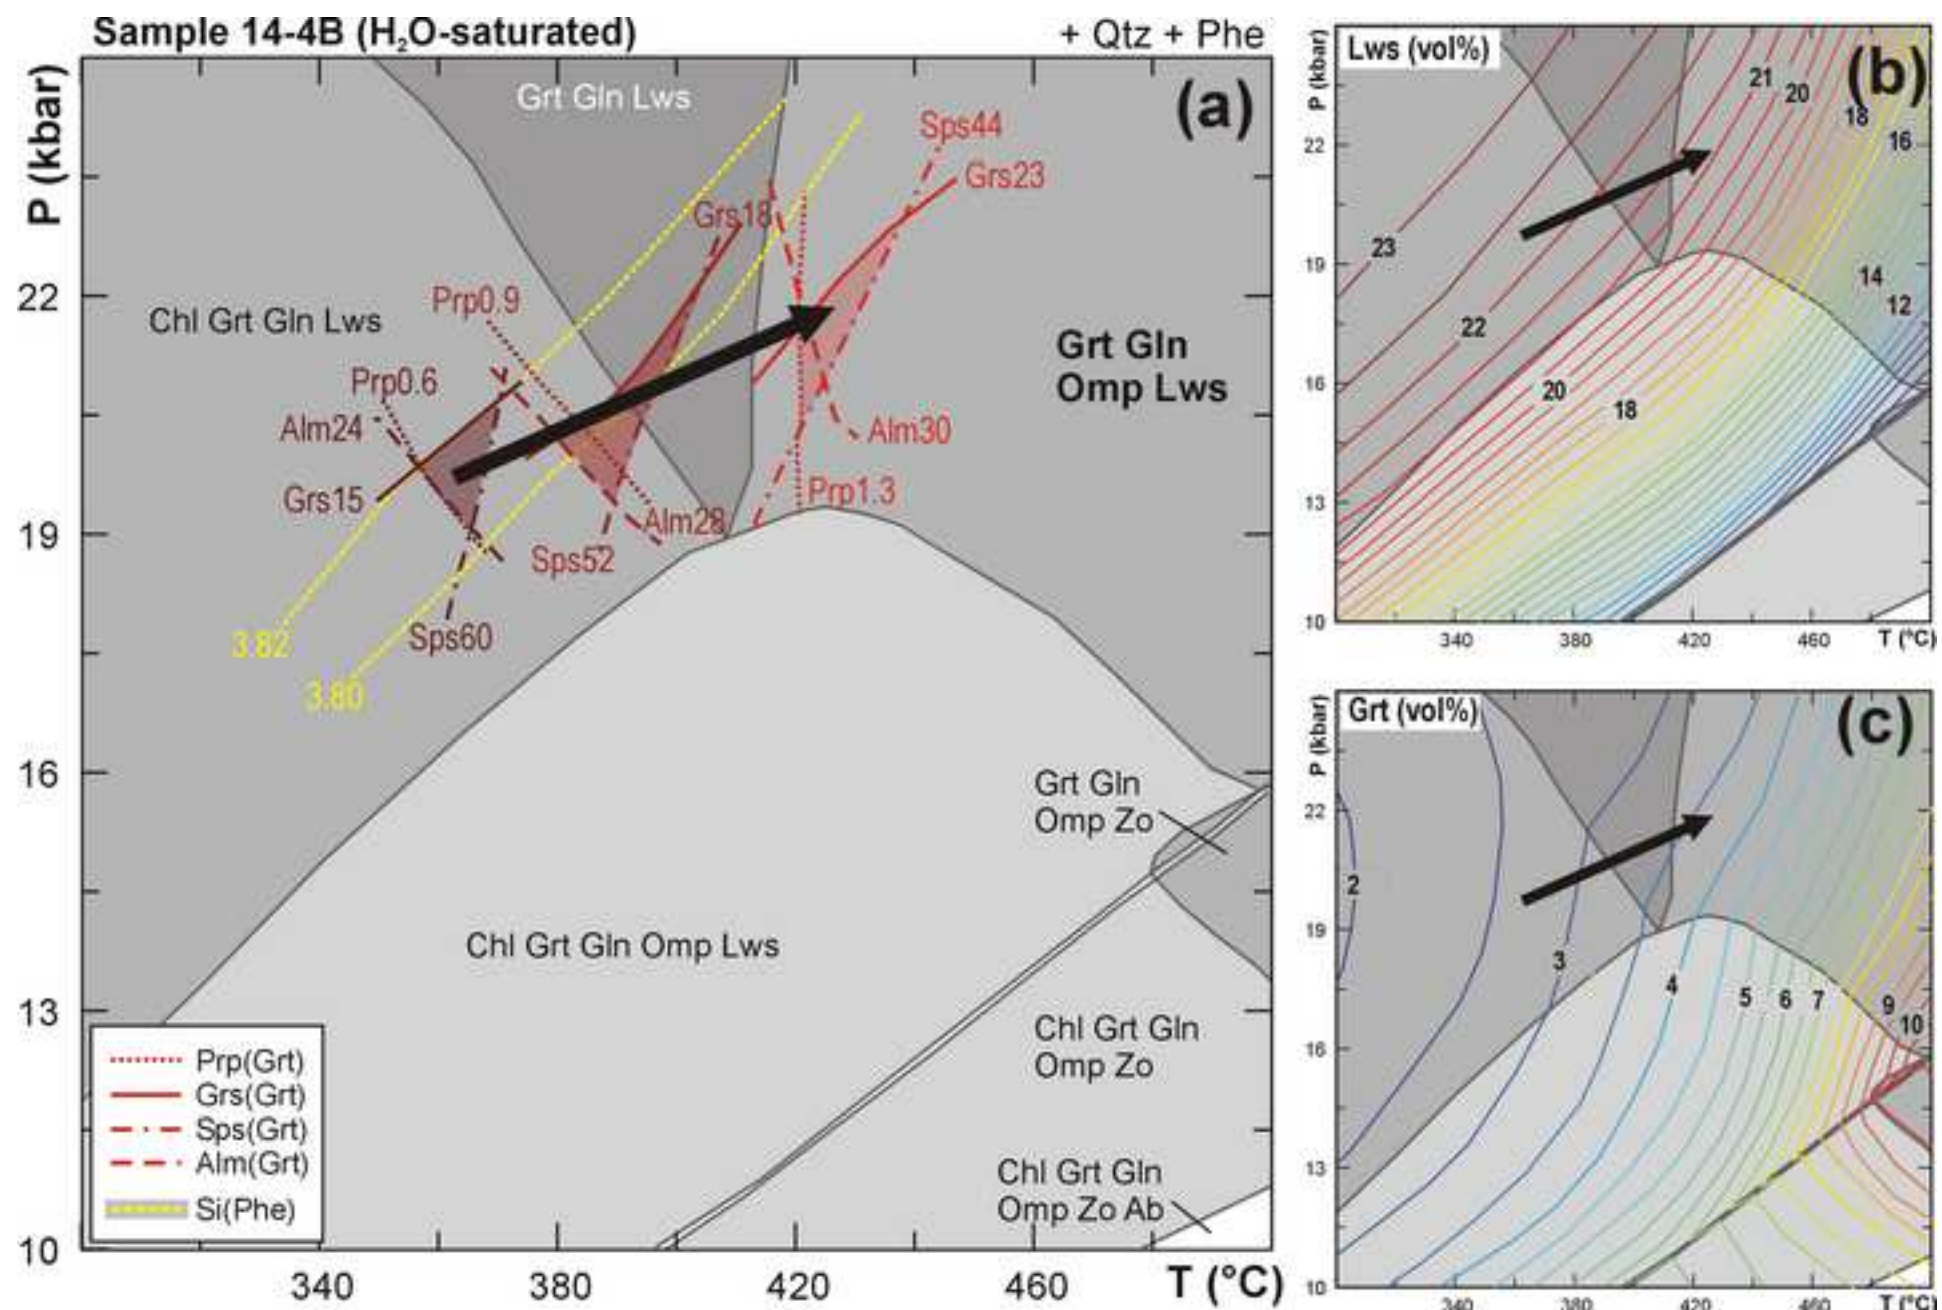 Sample 14-4B (H₂O-saturated)
+ Qtz + Phe
P (kbar)
(a)
Grt Gln Lws
Sps44
Grs23
Grs18
Prp0.9
Chl Grt Gln Lws
Prp0.6
Alm24
Grs15
Grt Gln
Omp Lws
Alm30
Prp1.3
Alm28
Sps52
Sps60
3.82
3.80
Grt Gln
Omp Zo
Chl Grt Gln Omp Lws
Chl Grt Gln
Omp Zo
Chl Grt Gln
Omp Zo Ab
Prp(Grt)
Grs(Grt)
Sps(Grt)
Alm(Grt)
Si(Phe)
22
19
16
13
10
340
380
420
460
T (°C)
Lws (vol%)
(b)
P (kbar)
21
20
18
16
23
22
14
12
20
18
22
19
16
13
10
340
380
420
460
T (°C)
Grt (vol%)
(c)
P (kbar)
2
3
4
5
6
7
9
10
22
19
16
13
10
340
380
420
460
T (°C)